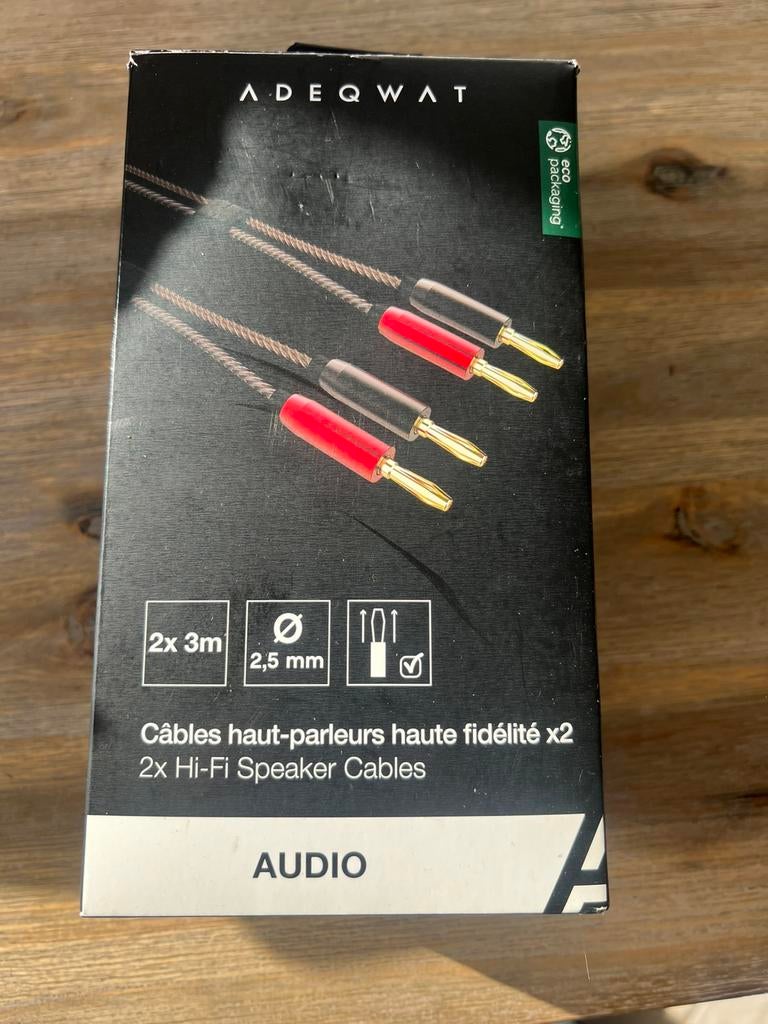 ADEQWAT
eco
packaging*
2x 3m
Ø
2,5 mm
Câbles haut-parleurs haute fidélité x2
2x Hi-Fi Speaker Cables
AUDIO